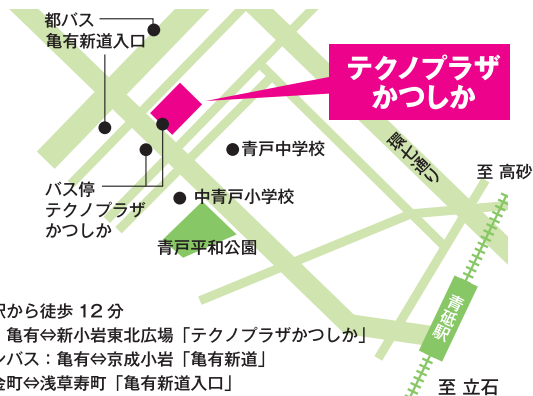 都バス
亀有新道入口
テクノプラザ
かつしか
環七通り
青戸中学校
至 高砂
バス停
テクノプラザ
かつしか
中青戸小学校
青戸平和公園
青砥駅
駅から徒歩 12 分
亀有⇔新小岩東北広場「テクノプラザかつしか」
ンバス：亀有⇔京成小岩「亀有新道」
金町⇔浅草寿町「亀有新道入口」
至 立石